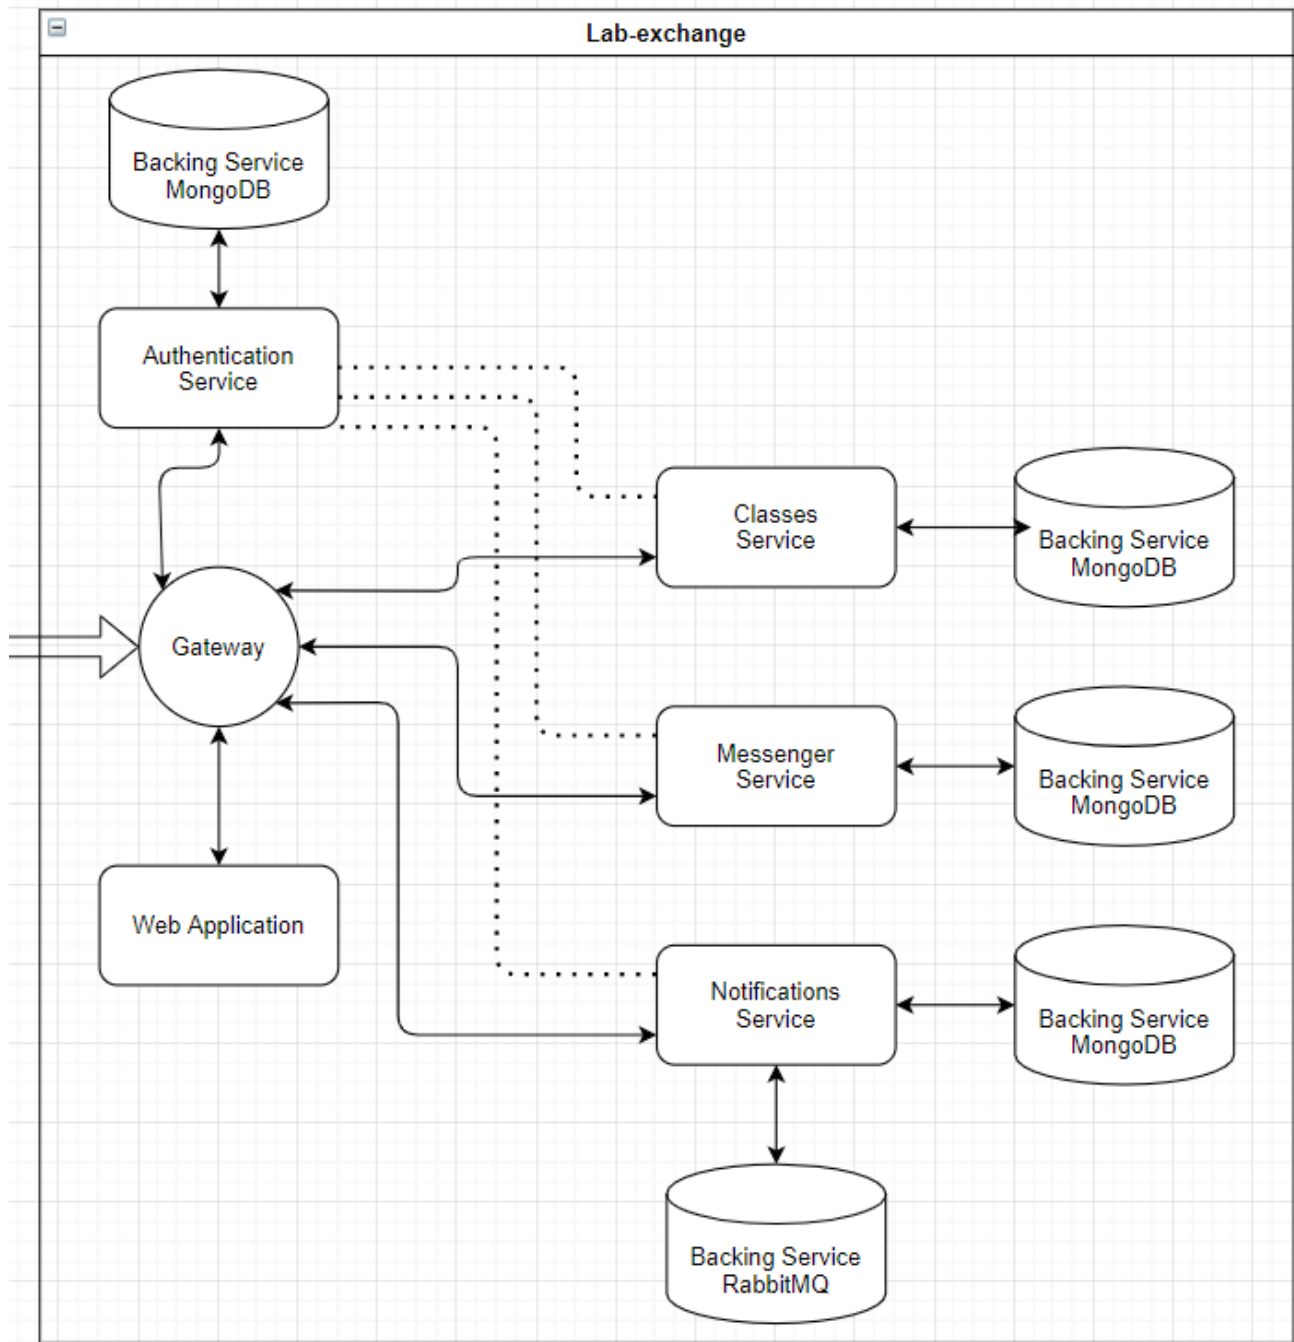 Lab-exchange
Backing Service
MongoDB
Authentication
Service
Classes
Service
Backing Service
MongoDB
Gateway
Messenger
Service
Backing Service
MongoDB
Web Application
Notifications
Service
Backing Service
MongoDB
Backing Service
RabbitMQ